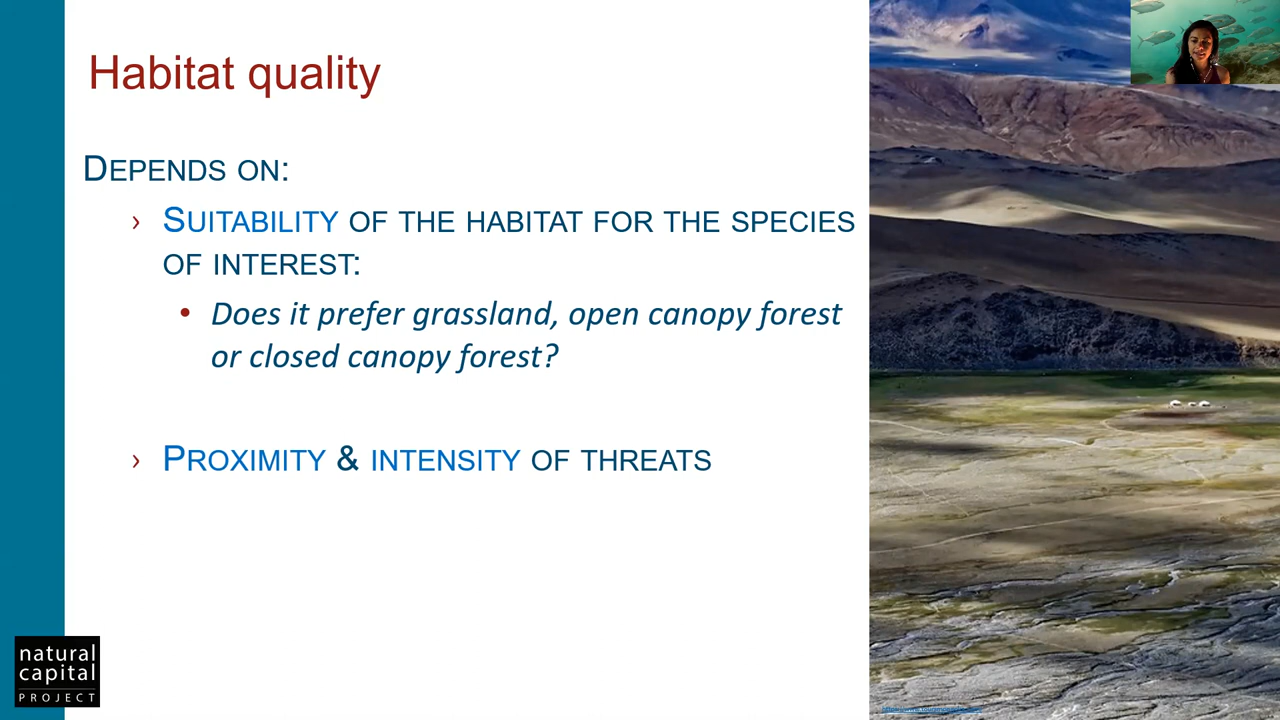 Habitat quality
DEPENDS ON:
› SUITABILITY OF THE HABITAT FOR THE SPECIES
OF INTEREST:
• Does it prefer grassland, open canopy forest
or closed canopy forest?
› PROXIMITY & INTENSITY OF THREATS
natural
capital
PROJECT